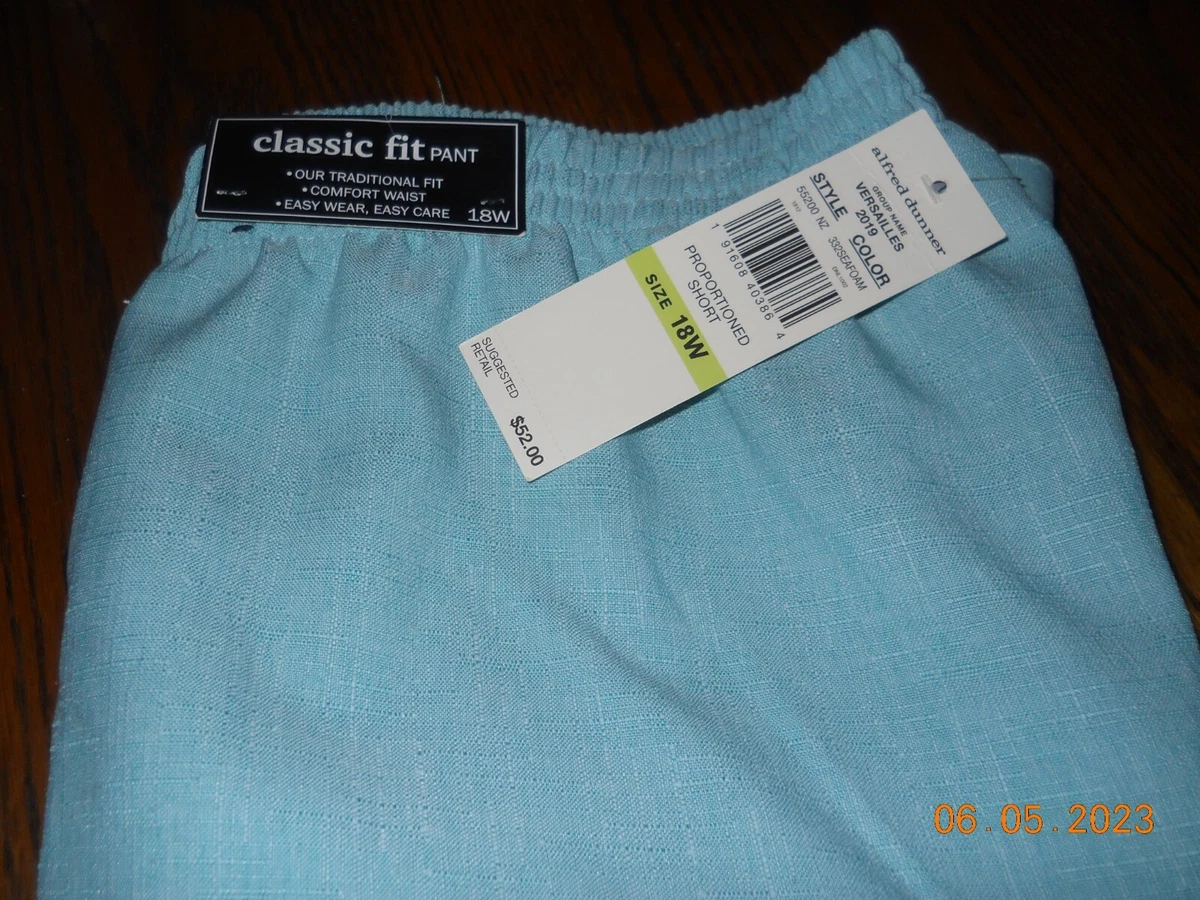 classic fit PANT
• OUR TRADITIONAL FIT
• COMFORT WAIST
• EASY WEAR, EASY CARE 18W
alfred dunner
GROUP NAME
VERSAILLES
2019
STYLE COLOR
55200 NZ 332SEAFOAM
1 91608 40386 4
PROPORTIONED
SHORT
SIZE 18W
SUGGESTED
RETAIL
$52.00
06.05.2023